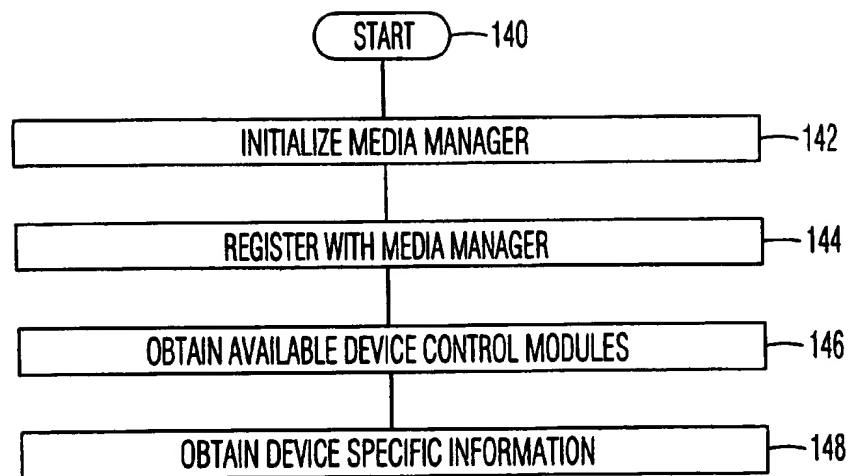 START 140
INITIALIZE MEDIA MANAGER 142
REGISTER WITH MEDIA MANAGER 144
OBTAIN AVAILABLE DEVICE CONTROL MODULES 146
OBTAIN DEVICE SPECIFIC INFORMATION 148